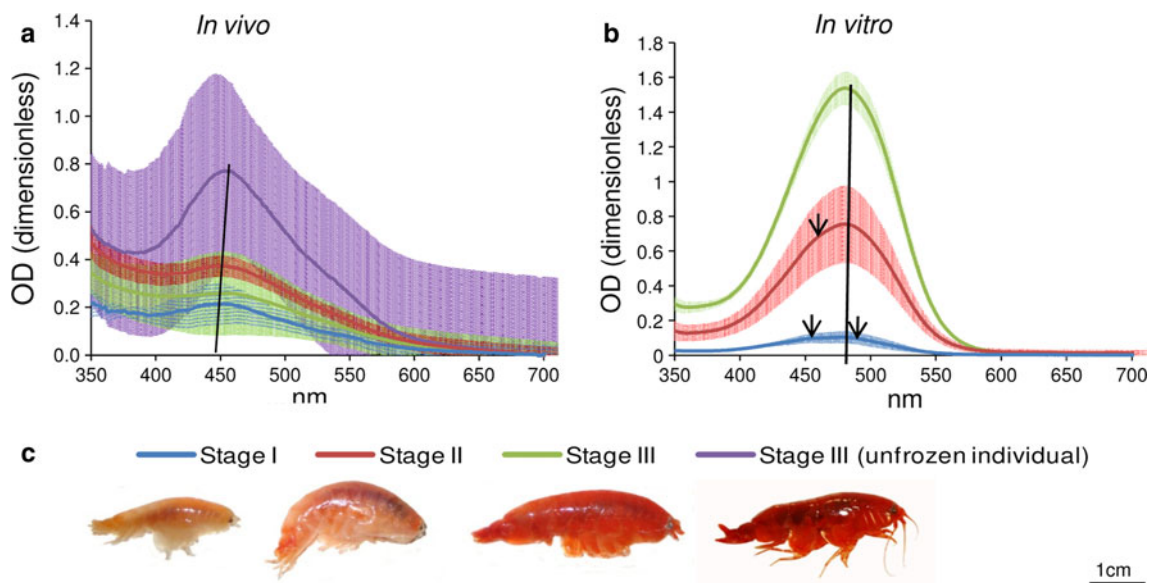 a
In vivo
OD (dimensionless)
1.4
1.2
1.0
0.8
0.6
0.4
0.2
0.0
350 400 450 500 550 600 650 700
nm
b
In vitro
OD (dimensionless)
1.8
1.6
1.4
1.2
1
0.8
0.6
0.4
0.2
0
350 400 450 500 550 600 650 700
nm
c
Stage I Stage II Stage III Stage III (unfrozen individual)
1cm